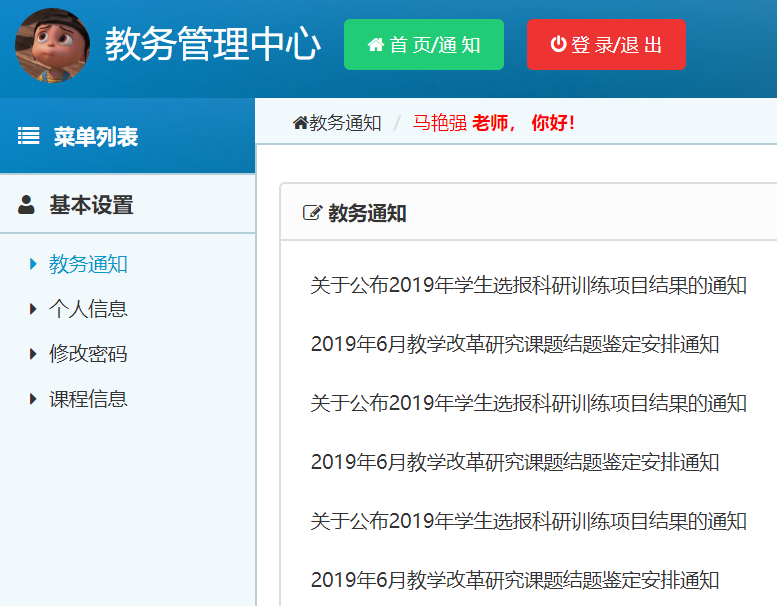 教务管理中心
首 页/通 知
登 录/退 出
菜单列表
教务通知 / 马艳强 老师， 你好！
基本设置
教务通知
教务通知
个人信息
修改密码
课程信息
关于公布2019年学生选报科研训练项目结果的通知
2019年6月教学改革研究课题结题鉴定安排通知
关于公布2019年学生选报科研训练项目结果的通知
2019年6月教学改革研究课题结题鉴定安排通知
关于公布2019年学生选报科研训练项目结果的通知
2019年6月教学改革研究课题结题鉴定安排通知